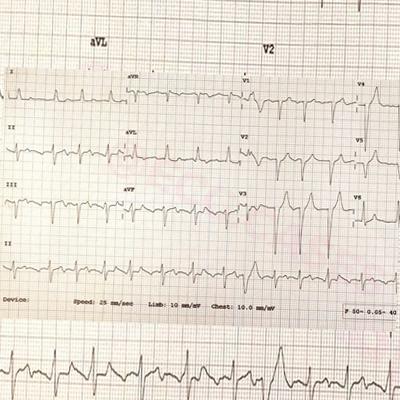 aVL V2
I aVR V1 V4
II aVL V2 V5
III aVF V3 V6
II
Device: Speed: 25 mm/sec Limb: 10 mm/mV Chest: 10.0 mm/mV
F 50~ 0.05- 40